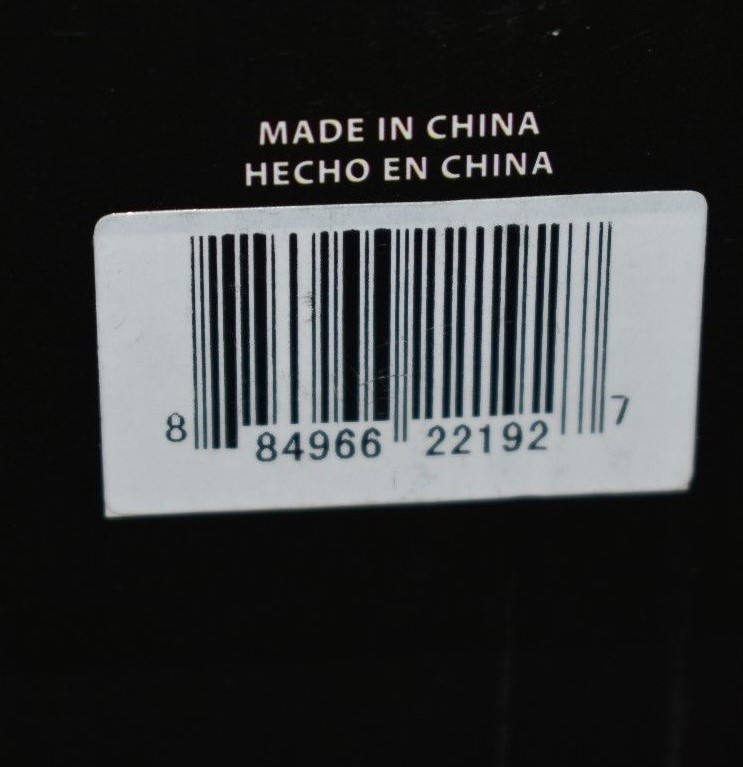 MADE IN CHINA
HECHO EN CHINA
8 84966 22192 7